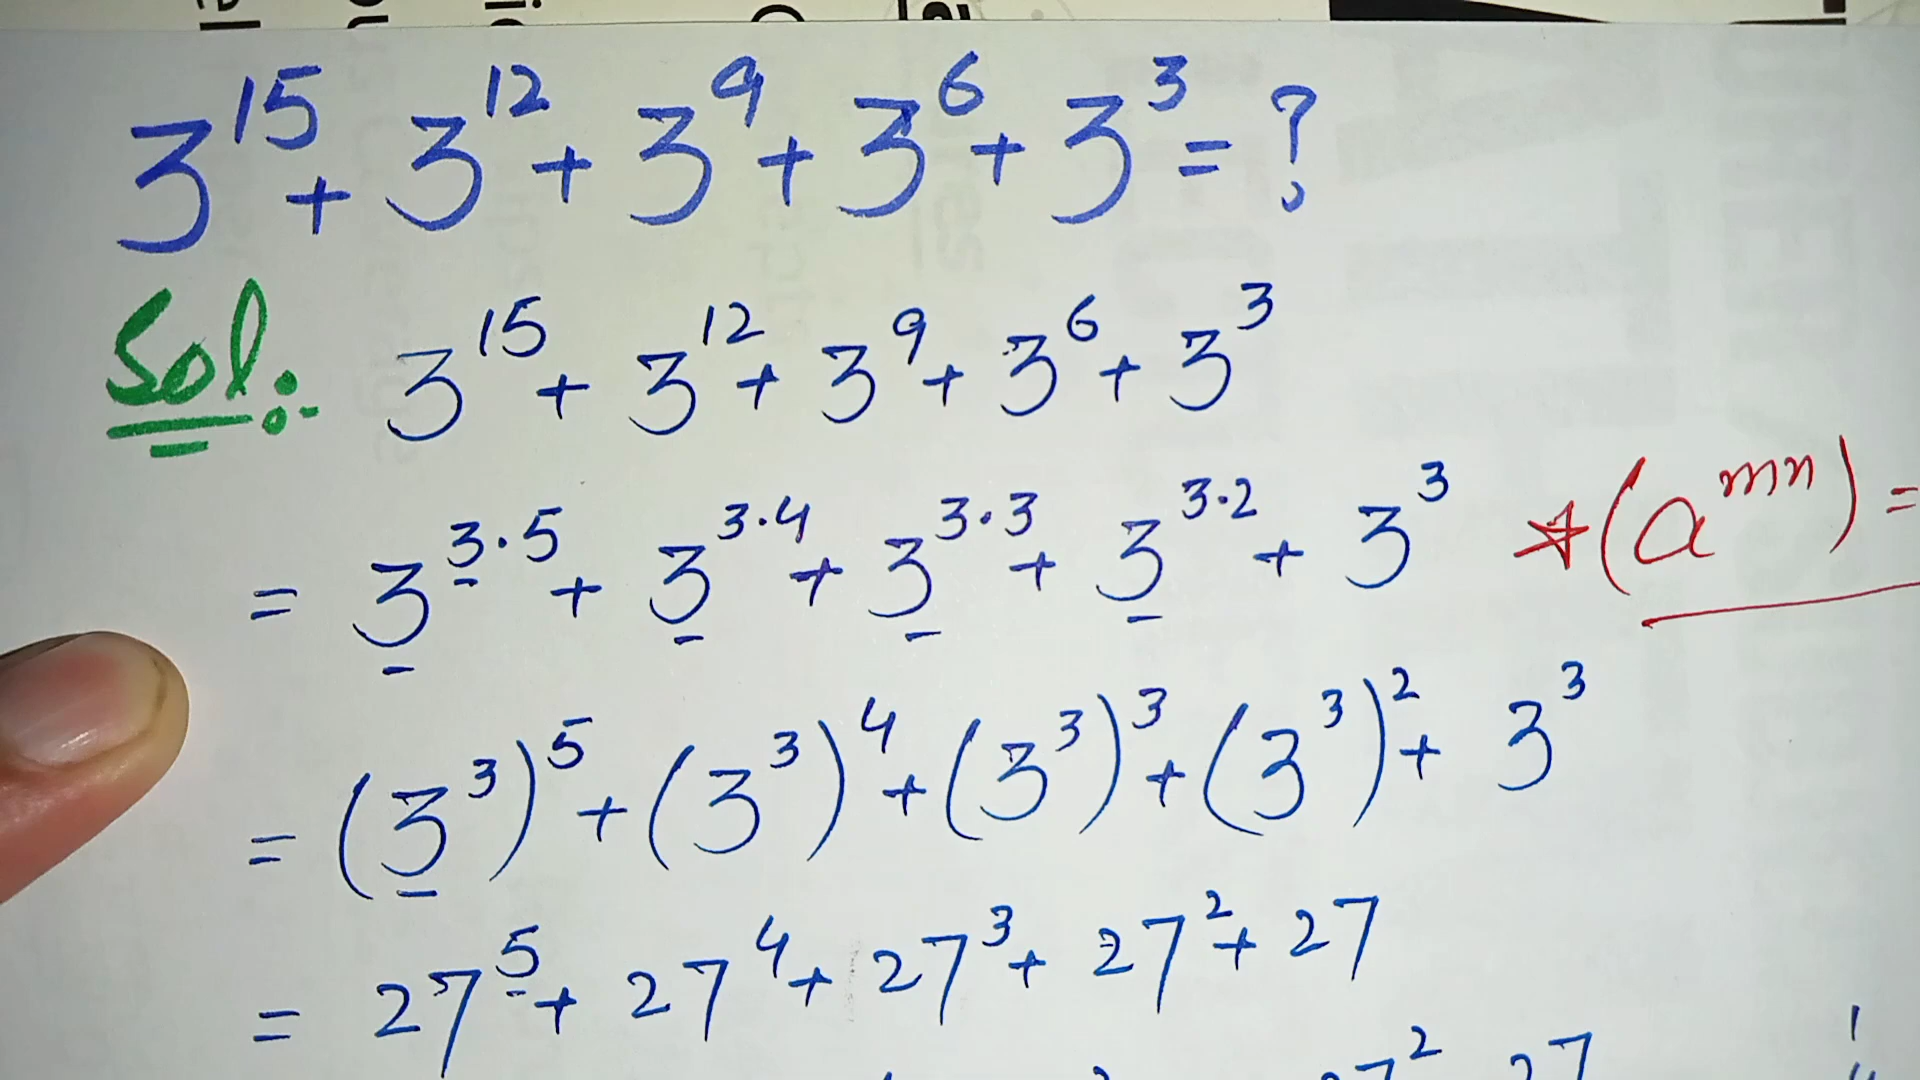 3^15 + 3^12 + 3^9 + 3^6 + 3^3 = ?
Sol: 3^15 + 3^12 + 3^9 + 3^6 + 3^3
= 3^3·5 + 3^3·4 + 3^3·3 + 3^3·2 + 3^3 * (a^mn) =
= (3^3)^5 + (3^3)^4 + (3^3)^3 + (3^3)^2 + 3^3
= 27^5 + 27^4 + 27^3 + 27^2 + 27
27^2 27